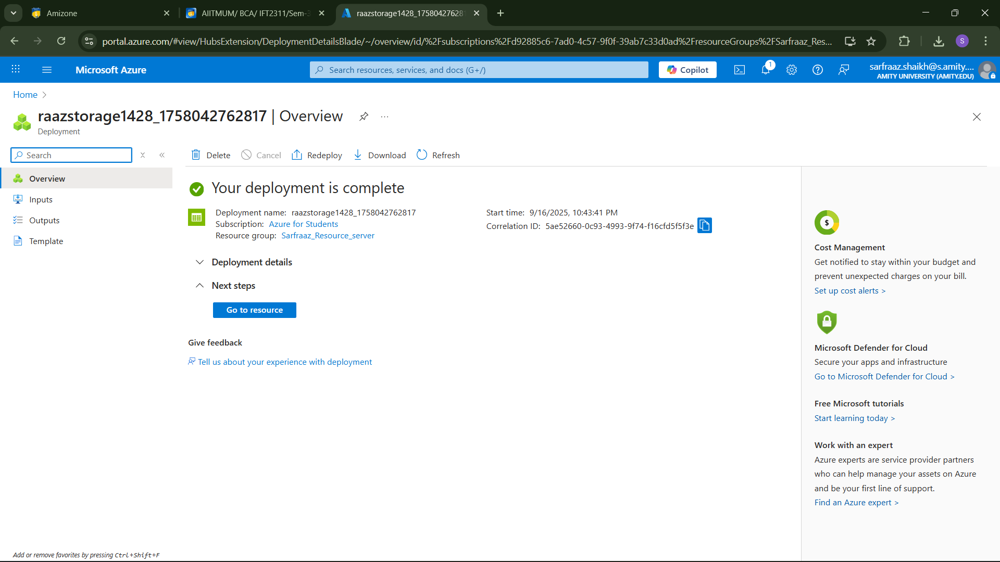 Amizone
AIITMUM/ BCA/ IFT2311/Sem-3
raazstorage1428_1758042762817
portal.azure.com/#view/HubsExtension/DeploymentDetailsBlade/~/overview/id/%2Fsubscriptions%2Fd92885c6-7ad0-4c57-9f0f-39ab7c33d0ad%2FresourceGroups%2FSarfraaz_Res...
S
Microsoft Azure
Search resources, services, and docs (G+/)
Copilot
1
sarfraaz.shaikh@s.amity....
AMITY UNIVERSITY (AMITY.EDU)
Home
raazstorage1428_1758042762817 | Overview
Deployment
Search
Delete
Cancel
Redeploy
Download
Refresh
Overview
Inputs
Outputs
Template
Your deployment is complete
Deployment name: raazstorage1428_1758042762817
Subscription: Azure for Students
Resource group: Sarfraaz_Resource_server
Start time: 9/16/2025, 10:43:41 PM
Correlation ID: 5ae52660-0c93-4993-9f74-f16cfd5f5f3e
Deployment details
Next steps
Go to resource
Give feedback
Tell us about your experience with deployment
$
Cost Management
Get notified to stay within your budget and
prevent unexpected charges on your bill.
Set up cost alerts >
Microsoft Defender for Cloud
Secure your apps and infrastructure
Go to Microsoft Defender for Cloud >
Free Microsoft tutorials
Start learning today >
Work with an expert
Azure experts are service provider partners
who can help manage your assets on Azure
and be your first line of support.
Find an Azure expert >
Add or remove favorites by pressing Ctrl+Shift+F